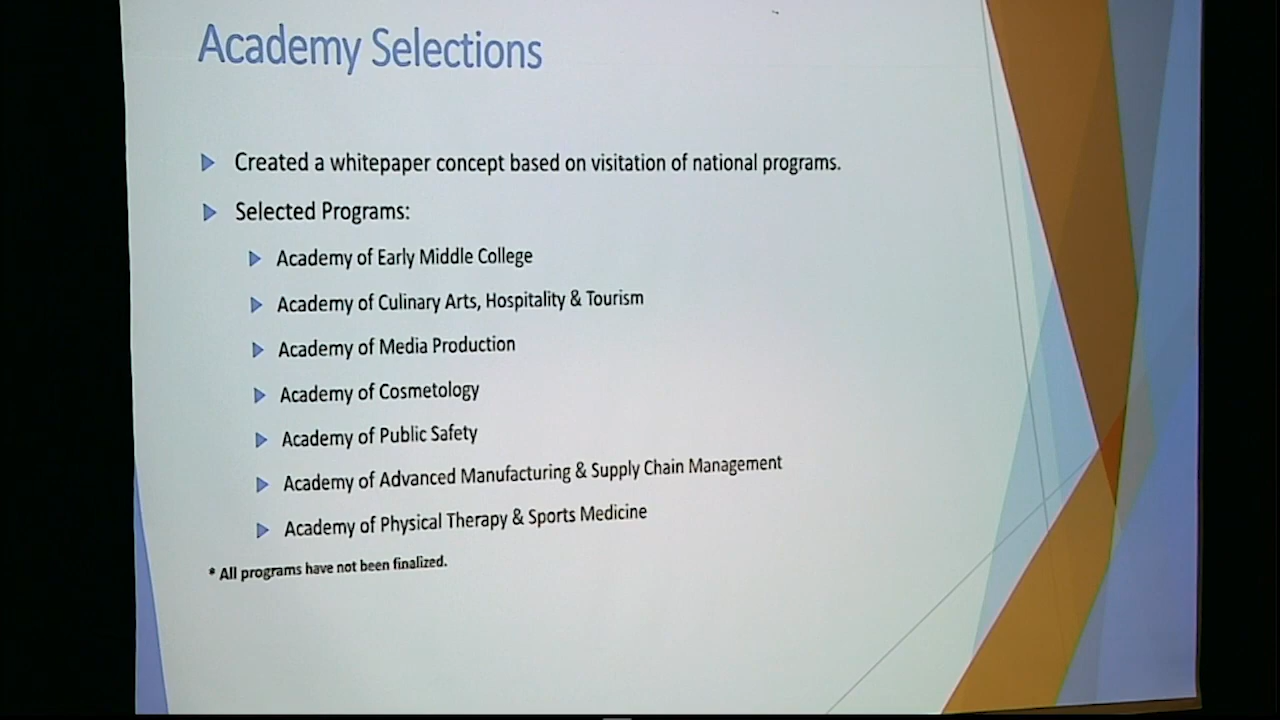 Academy Selections
Created a whitepaper concept based on visitation of national programs.
Selected Programs:
Academy of Early Middle College
Academy of Culinary Arts, Hospitality & Tourism
Academy of Media Production
Academy of Cosmetology
Academy of Public Safety
Academy of Advanced Manufacturing & Supply Chain Management
Academy of Physical Therapy & Sports Medicine
* All programs have not been finalized.